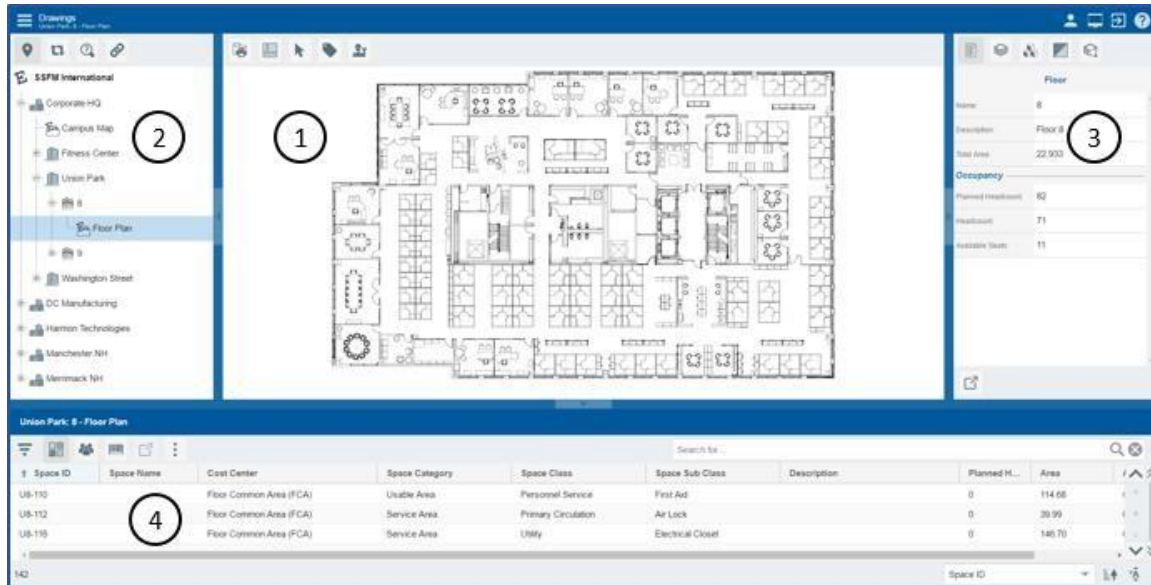 Drawings
Union Park: 8 - Floor Plan
SSFM International
Corporate HQ
Campus Map
Fitness Center
Union Park
8
Floor Plan
9
Washington Street
DC Manufacturing
Harmon Technologies
Manchester NH
Merrimack NH
1
2
3
4
Floor
Name 8
Description Floor 8
Total Area 22,933
Occupancy
Planned Headcount 82
Headcount 71
Available Seats 11
Union Park: 8 - Floor Plan
Search for...
Space ID Space Name Cost Center Space Category Space Class Space Sub Class Description Planned H... Area
U8-110 Floor Common Area (FCA) Usable Area Personnel Service First Aid 0 114.68
U8-112 Floor Common Area (FCA) Service Area Primary Circulation Air Lock 0 39.99
U8-116 Floor Common Area (FCA) Service Area Utility Electrical Closet 0 146.70
142 Space ID